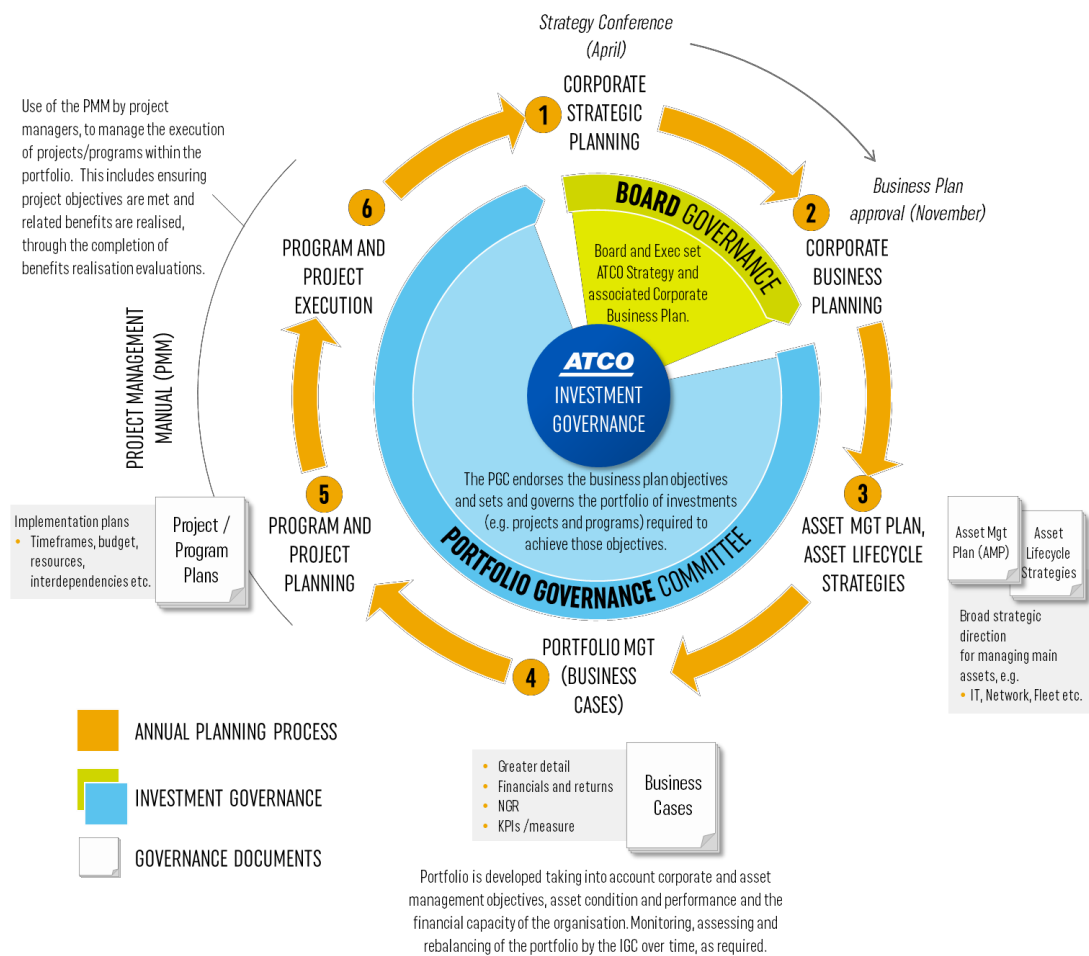 Strategy Conference
(April)
1
CORPORATE
STRATEGIC
PLANNING
Use of the PMM by project
managers, to manage the execution
of projects/programs within the
portfolio. This includes ensuring
project objectives are met and
related benefits are realised,
through the completion of
benefits realisation evaluations.
Business Plan
approval (November)
2
CORPORATE
BUSINESS
PLANNING
6
PROGRAM AND
PROJECT
EXECUTION
BOARD GOVERNANCE
Board and Exec set
ATCO Strategy and
associated Corporate
Business Plan.
ATCO
INVESTMENT
GOVERNANCE
PROJECT MANAGEMENT
MANUAL (PMM)
The PGC endorses the business plan objectives
and sets and governs the portfolio of investments
(e.g. projects and programs) required to
achieve those objectives.
PORTFOLIO GOVERNANCE COMMITTEE
3
ASSET MGT PLAN,
ASSET LIFECYCLE
STRATEGIES
Asset Mgt
Plan (AMP)
Asset
Lifecycle
Strategies
Broad strategic
direction
for managing main
assets, e.g.
• IT, Network, Fleet etc.
5
PROGRAM AND
PROJECT
PLANNING
Implementation plans
• Timeframes, budget,
resources,
interdependencies etc.
Project /
Program
Plans
4
PORTFOLIO MGT
(BUSINESS
CASES)
• Greater detail
• Financials and returns
• NGR
• KPIs /measure
Business
Cases
Portfolio is developed taking into account corporate and asset
management objectives, asset condition and performance and the
financial capacity of the organisation. Monitoring, assessing and
rebalancing of the portfolio by the IGC over time, as required.
ANNUAL PLANNING PROCESS
INVESTMENT GOVERNANCE
GOVERNANCE DOCUMENTS